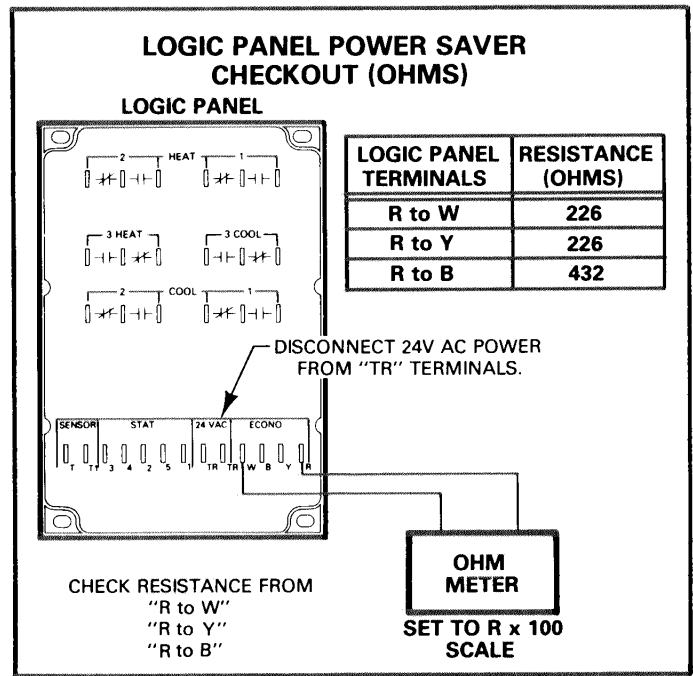 LOGIC PANEL POWER SAVER
CHECKOUT (OHMS)
LOGIC PANEL
2 HEAT 1
3 HEAT 3 COOL
2 COOL 1
LOGIC PANEL TERMINALS RESISTANCE (OHMS)
R to W 226
R to Y 226
R to B 432
DISCONNECT 24V AC POWER
FROM "TR" TERMINALS.
SENSOR STAT 24 VAC ECONO
T T1 3 4 2 5 1 TR TR W B Y R
OHM
METER
SET TO R x 100
SCALE
CHECK RESISTANCE FROM
"R to W"
"R to Y"
"R to B"